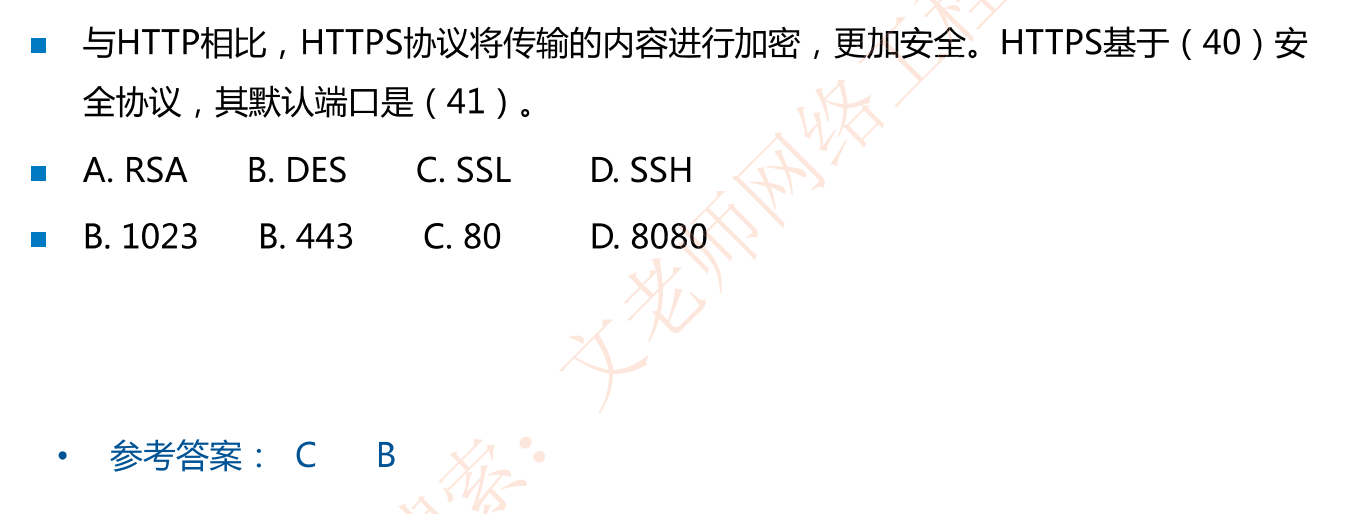 与HTTP相比，HTTPS协议将传输的内容进行加密，更加安全。HTTPS基于（40）安
全协议，其默认端口是（41）。
A. RSA B. DES C. SSL D. SSH
B. 1023 B. 443 C. 80 D. 8080
参考答案： C B
搜索：文老师网络工程